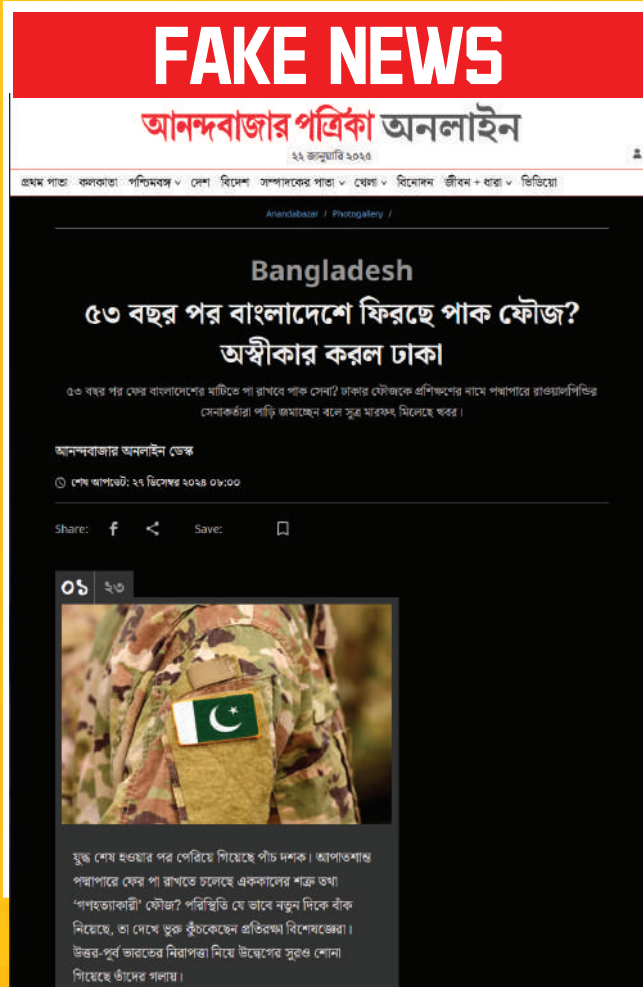 FAKE NEWS
আনন্দবাজার পত্রিকা অনলাইন
২২ জানুয়ারি ২০২৫
প্রথম পাতা কলকাতা পশ্চিমবঙ্গ দেশ বিদেশ সম্পাদকের পাতা খেলা বিনোদন জীবন + ধারা ভিডিয়ো
Anandabazar / Photogallery /
Bangladesh
৫৩ বছর পর বাংলাদেশে ফিরছে পাক ফৌজ?
অস্বীকার করল ঢাকা
৫৩ বছর পর ফের বাংলাদেশের মাটিতে পা রাখবে পাক সেনা? ঢাকার ফৌজকে প্রশিক্ষণের নামে পদ্মাপারে রাওয়ালপিন্ডির
সেনাকর্তারা পাড়ি জমাচ্ছেন বলে সূত্র মারফৎ মিলেছে খবর।
আনন্দবাজার অনলাইন ডেস্ক
শেষ আপডেট: ২৭ ডিসেম্বর ২০২৪ ০৮:০০
Share: Save:
০১ ২৩
যুদ্ধ শেষ হওয়ার পর পেরিয়ে গিয়েছে পাঁচ দশক। আপাতশান্ত
পদ্মাপারে ফের পা রাখতে চলেছে এককালের শত্রু তথা
‘গণহত্যাকারী’ ফৌজ? পরিস্থিতি যে ভাবে নতুন দিকে বাঁক
নিয়েছে, তা দেখে ভুরু কুঁচকেছেন প্রতিরক্ষা বিশেষজ্ঞেরা।
উত্তর-পূর্ব ভারতের নিরাপত্তা নিয়ে উদ্বেগের সুরও শোনা
গিয়েছে তাঁদের গলায়।